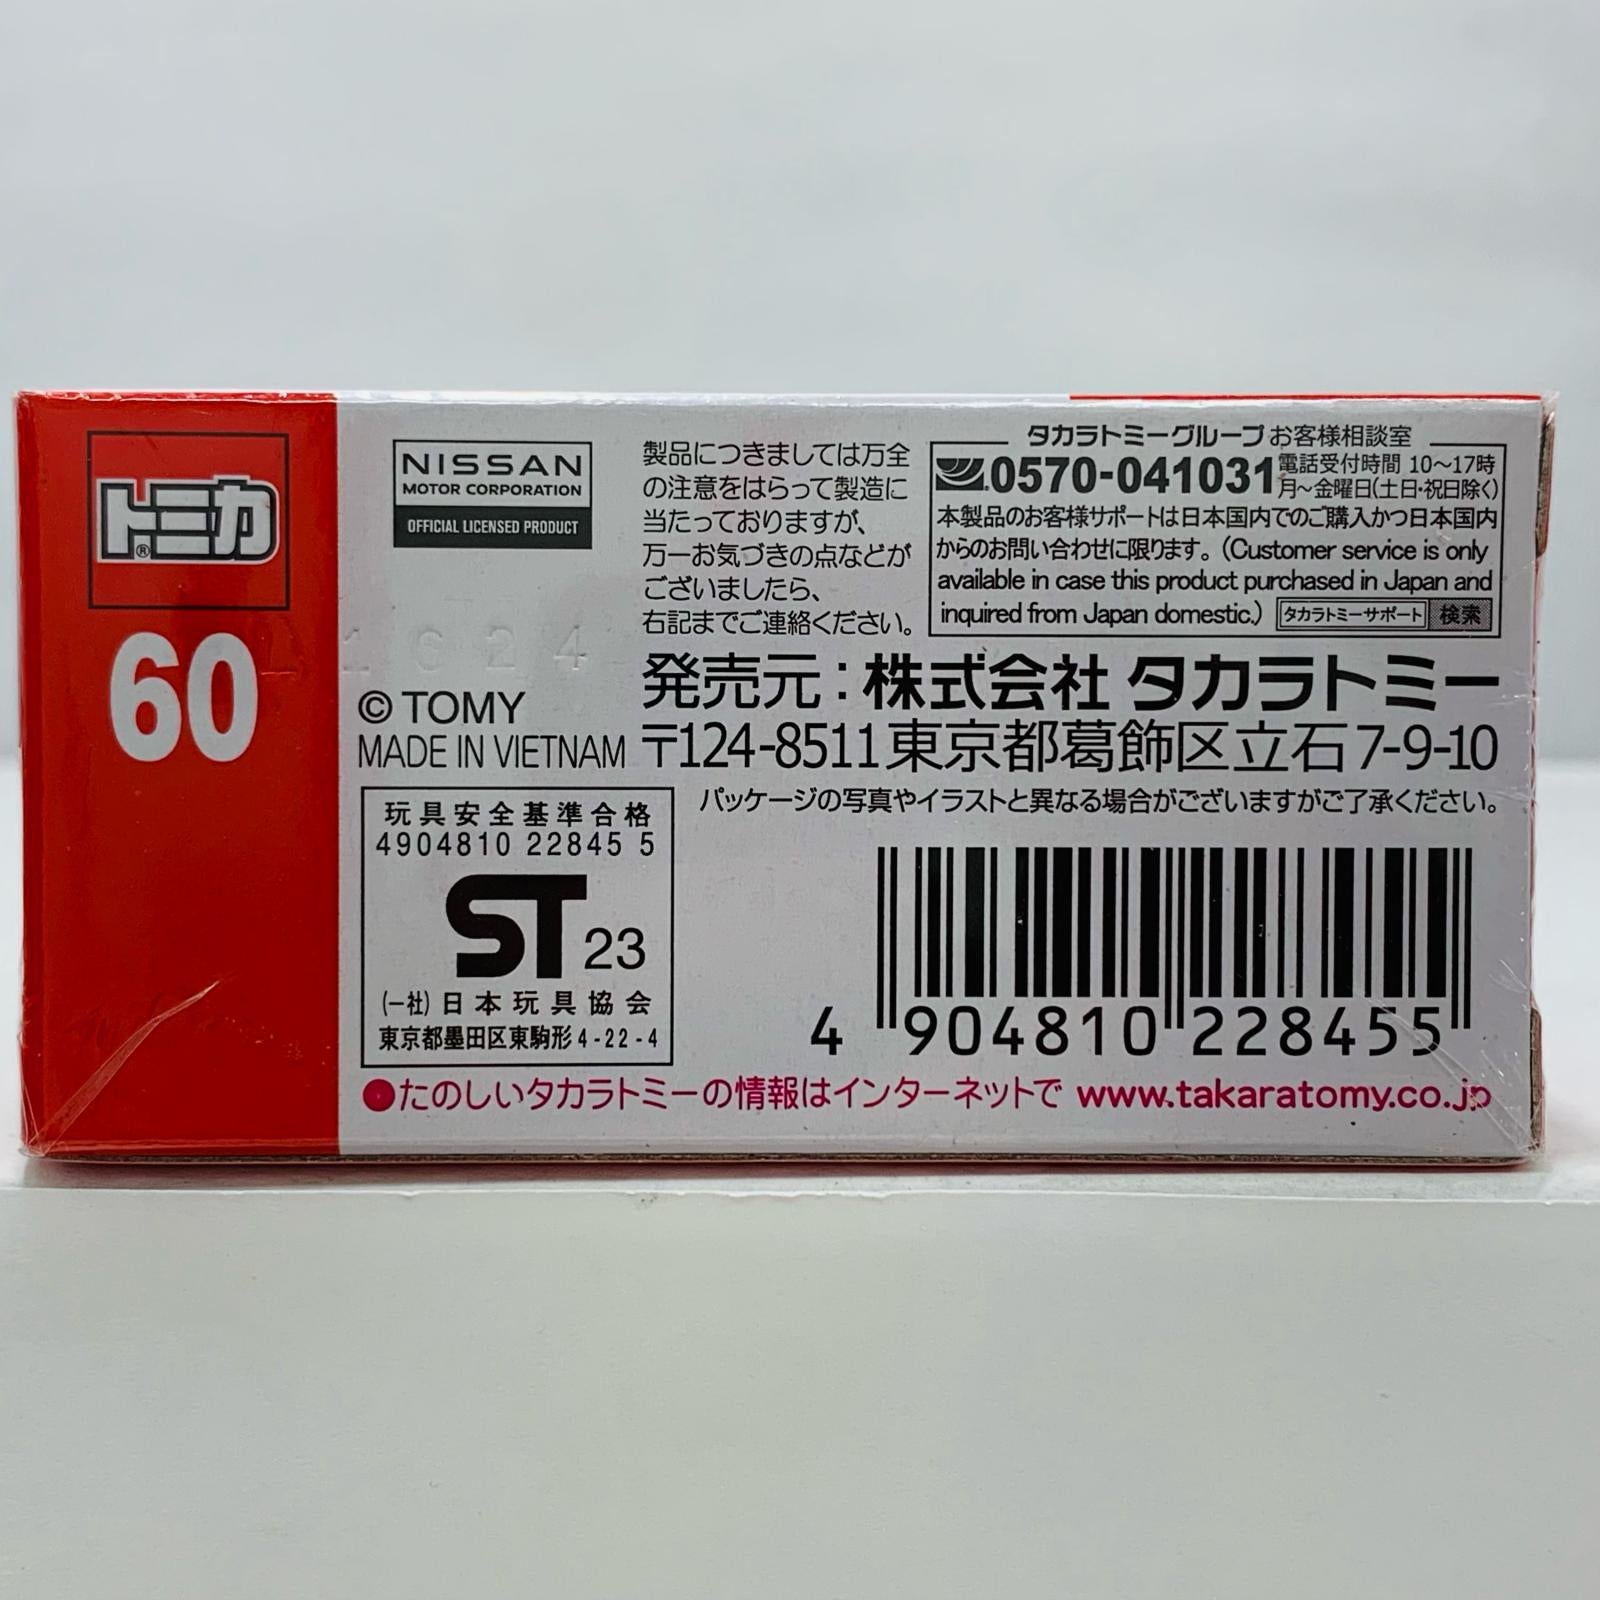 トミカ®
60
NISSAN
MOTOR CORPORATION
OFFICIAL LICENSED PRODUCT
製品につきましては万全
の注意をはらって製造に
当たっておりますが、
万一お気づきの点などが
ございましたら、
右記までご連絡ください。
タカラトミーグループお客様相談室
0570-041031 電話受付時間 10～17時
月～金曜日(土日・祝日除く)
本製品のお客様サポートは日本国内でのご購入かつ日本国内
からのお問い合わせに限ります。(Customer service is only
available in case this product purchased in Japan and
inquired from Japan domestic.) タカラトミーサポート 検索
1624
© TOMY
MADE IN VIETNAM
発売元：株式会社 タカラトミー
〒124-8511 東京都葛飾区立石7-9-10
パッケージの写真やイラストと異なる場合がございますがご了承ください。
玩具安全基準合格
4904810 22845 5
ST 23
(一社)日本玩具協会
東京都墨田区東駒形4-22-4
4 904810 228455
●たのしいタカラトミーの情報はインターネットで www.takaratomy.co.jp